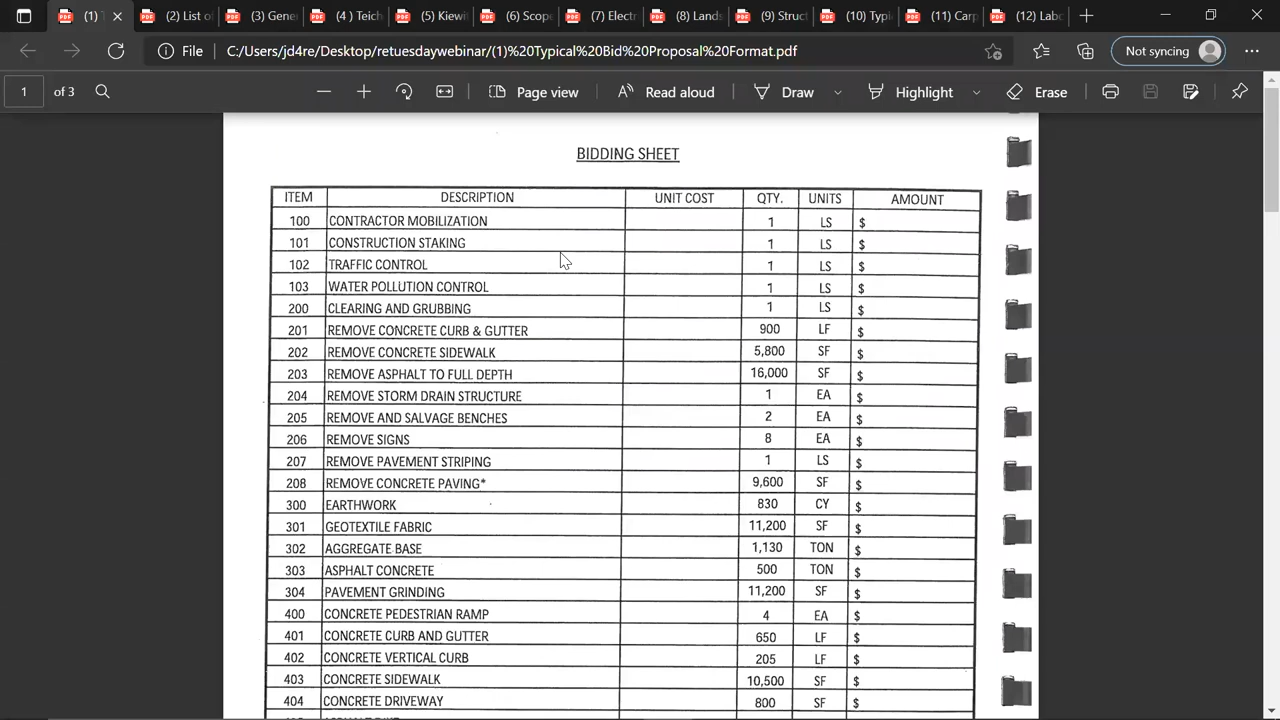 (1) T
(2) List of
(3) Gene
(4) Teich
(5) Kiewi
(6) Scop
(7) Electr
(8) Lands
(9) Struct
(10) Typi
(11) Carp
(12) Labo
File C:/Users/jd4re/Desktop/retuesdaywebinar/(1)%20Typical%20Bid%20Proposal%20Format.pdf Not syncing
1 of 3 Page view Read aloud Draw Highlight Erase
BIDDING SHEET
ITEM DESCRIPTION UNIT COST QTY. UNITS AMOUNT
100 CONTRACTOR MOBILIZATION 1 LS $
101 CONSTRUCTION STAKING 1 LS $
102 TRAFFIC CONTROL 1 LS $
103 WATER POLLUTION CONTROL 1 LS $
200 CLEARING AND GRUBBING 1 LS $
201 REMOVE CONCRETE CURB & GUTTER 900 LF $
202 REMOVE CONCRETE SIDEWALK 5,800 SF $
203 REMOVE ASPHALT TO FULL DEPTH 16,000 SF $
204 REMOVE STORM DRAIN STRUCTURE 1 EA $
205 REMOVE AND SALVAGE BENCHES 2 EA $
206 REMOVE SIGNS 8 EA $
207 REMOVE PAVEMENT STRIPING 1 LS $
208 REMOVE CONCRETE PAVING* 9,600 SF $
300 EARTHWORK 830 CY $
301 GEOTEXTILE FABRIC 11,200 SF $
302 AGGREGATE BASE 1,130 TON $
303 ASPHALT CONCRETE 500 TON $
304 PAVEMENT GRINDING 11,200 SF $
400 CONCRETE PEDESTRIAN RAMP 4 EA $
401 CONCRETE CURB AND GUTTER 650 LF $
402 CONCRETE VERTICAL CURB 205 LF $
403 CONCRETE SIDEWALK 10,500 SF $
404 CONCRETE DRIVEWAY 800 SF $